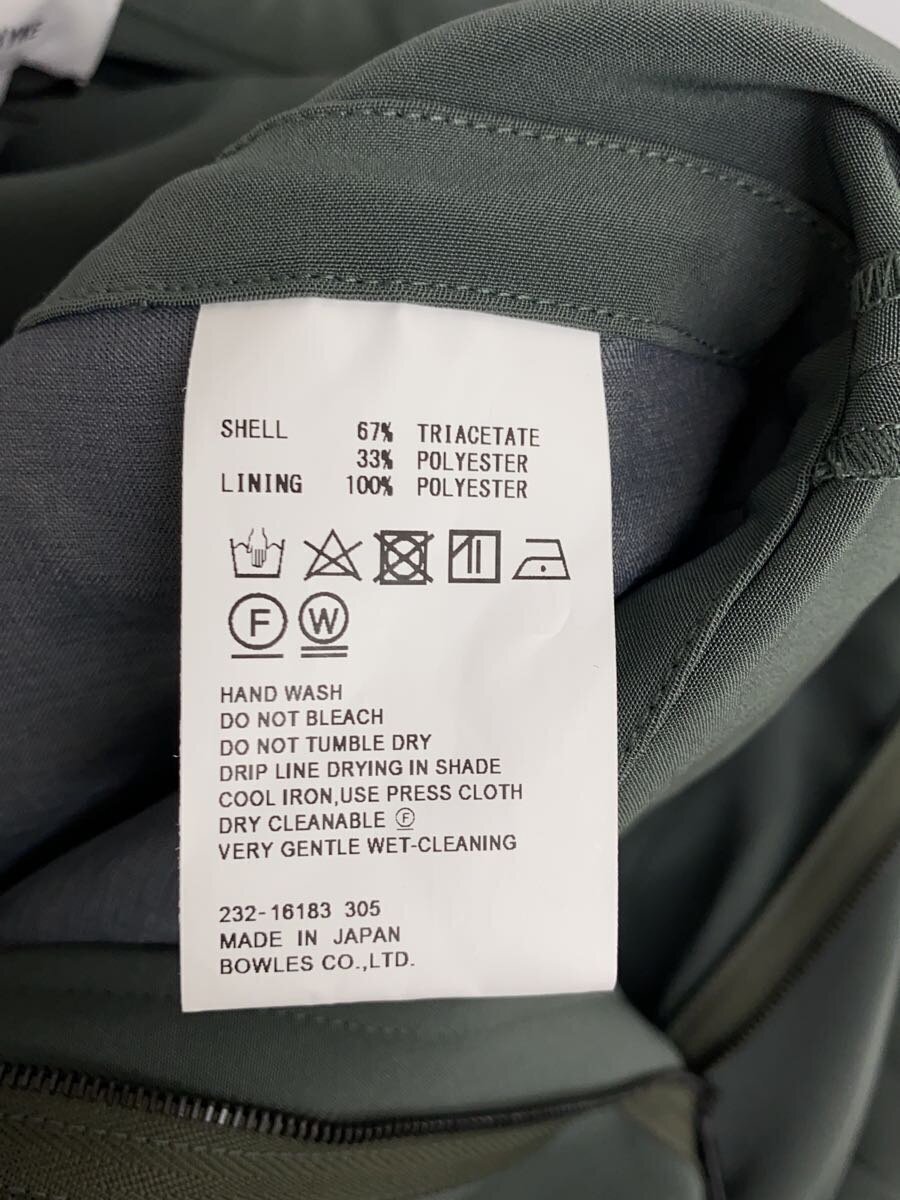 SHELL 67% TRIACETATE
33% POLYESTER
LINING 100% POLYESTER
F W
HAND WASH
DO NOT BLEACH
DO NOT TUMBLE DRY
DRIP LINE DRYING IN SHADE
COOL IRON,USE PRESS CLOTH
DRY CLEANABLE Ⓕ
VERY GENTLE WET-CLEANING
232-16183 305
MADE IN JAPAN
BOWLES CO.,LTD.